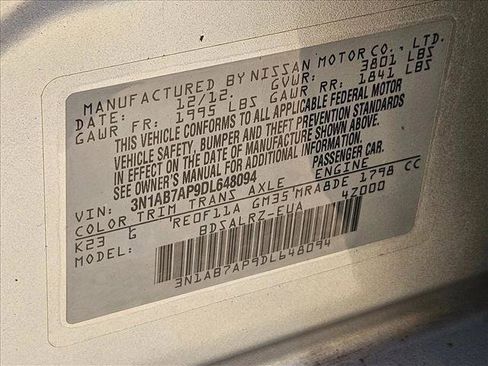 MANUFACTURED BY NISSAN MOTOR CO., LTD.
DATE: 12/12. GVWR: 3801 LBS
GAWR FR: 1995 LBS GAWR RR: 1841 LBS
THIS VEHICLE CONFORMS TO ALL APPLICABLE FEDERAL MOTOR
VEHICLE SAFETY, BUMPER AND THEFT PREVENTION STANDARDS
IN EFFECT ON THE DATE OF MANUFACTURE SHOWN ABOVE.
SEE OWNER'S MANUAL FOR ADDITIONAL INFORMATION.
VIN: 3N1AB7AP9DL648094 PASSENGER CAR.
COLOR TRIM TRANS AXLE ENGINE
K23 G REOF11A GM35 MRA8DE 1798 CC
MODEL: BDSALRZ-EUA 42000
3N1AB7AP9DL648094